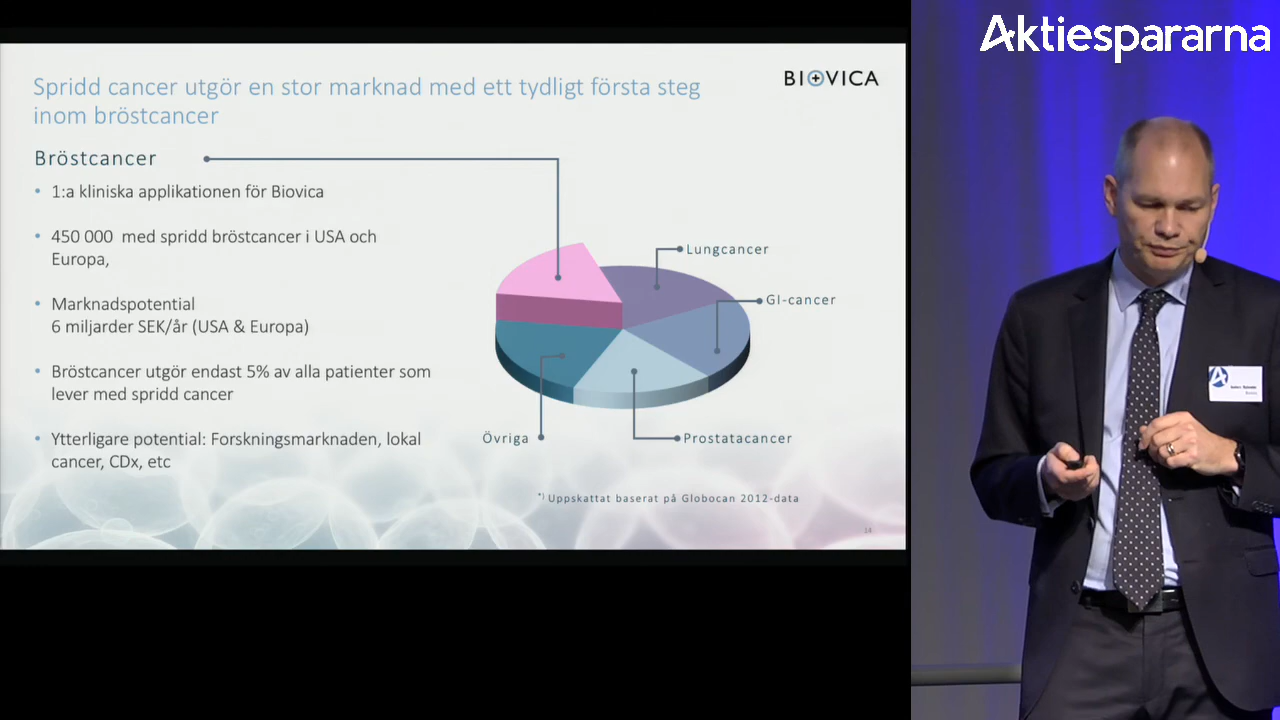 Aktiespararna
Spridd cancer utgör en stor marknad med ett tydligt första steg
inom bröstcancer
BIOVICA
Bröstcancer
• 1:a kliniska applikationen för Biovica
• 450 000 med spridd bröstcancer i USA och
Europa,
• Marknadspotential
6 miljarder SEK/år (USA & Europa)
• Bröstcancer utgör endast 5% av alla patienter som
lever med spridd cancer
• Ytterligare potential: Forskningsmarknaden, lokal
cancer, CDx, etc
Lungcancer
GI-cancer
Övriga
Prostatacancer
*) Uppskattat baserat på Globocan 2012-data
14